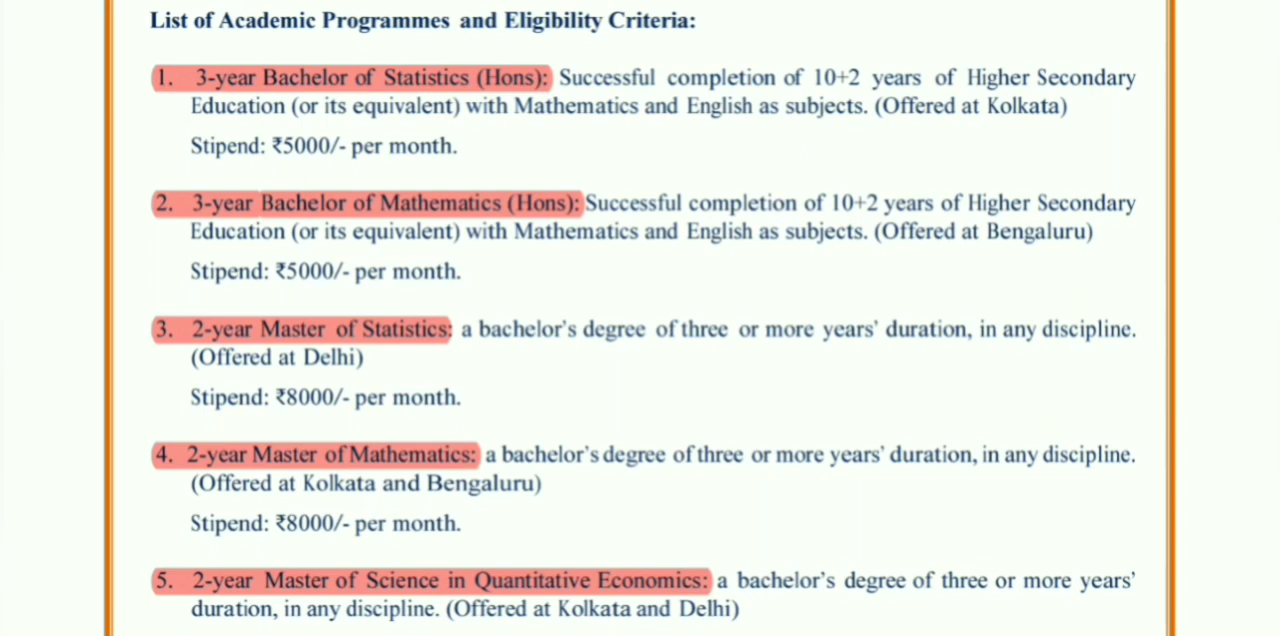 List of Academic Programmes and Eligibility Criteria:
1. 3-year Bachelor of Statistics (Hons): Successful completion of 10+2 years of Higher Secondary
Education (or its equivalent) with Mathematics and English as subjects. (Offered at Kolkata)
Stipend: ₹5000/- per month.
2. 3-year Bachelor of Mathematics (Hons): Successful completion of 10+2 years of Higher Secondary
Education (or its equivalent) with Mathematics and English as subjects. (Offered at Bengaluru)
Stipend: ₹5000/- per month.
3. 2-year Master of Statistics: a bachelor's degree of three or more years' duration, in any discipline.
(Offered at Delhi)
Stipend: ₹8000/- per month.
4. 2-year Master of Mathematics: a bachelor's degree of three or more years' duration, in any discipline.
(Offered at Kolkata and Bengaluru)
Stipend: ₹8000/- per month.
5. 2-year Master of Science in Quantitative Economics: a bachelor's degree of three or more years'
duration, in any discipline. (Offered at Kolkata and Delhi)